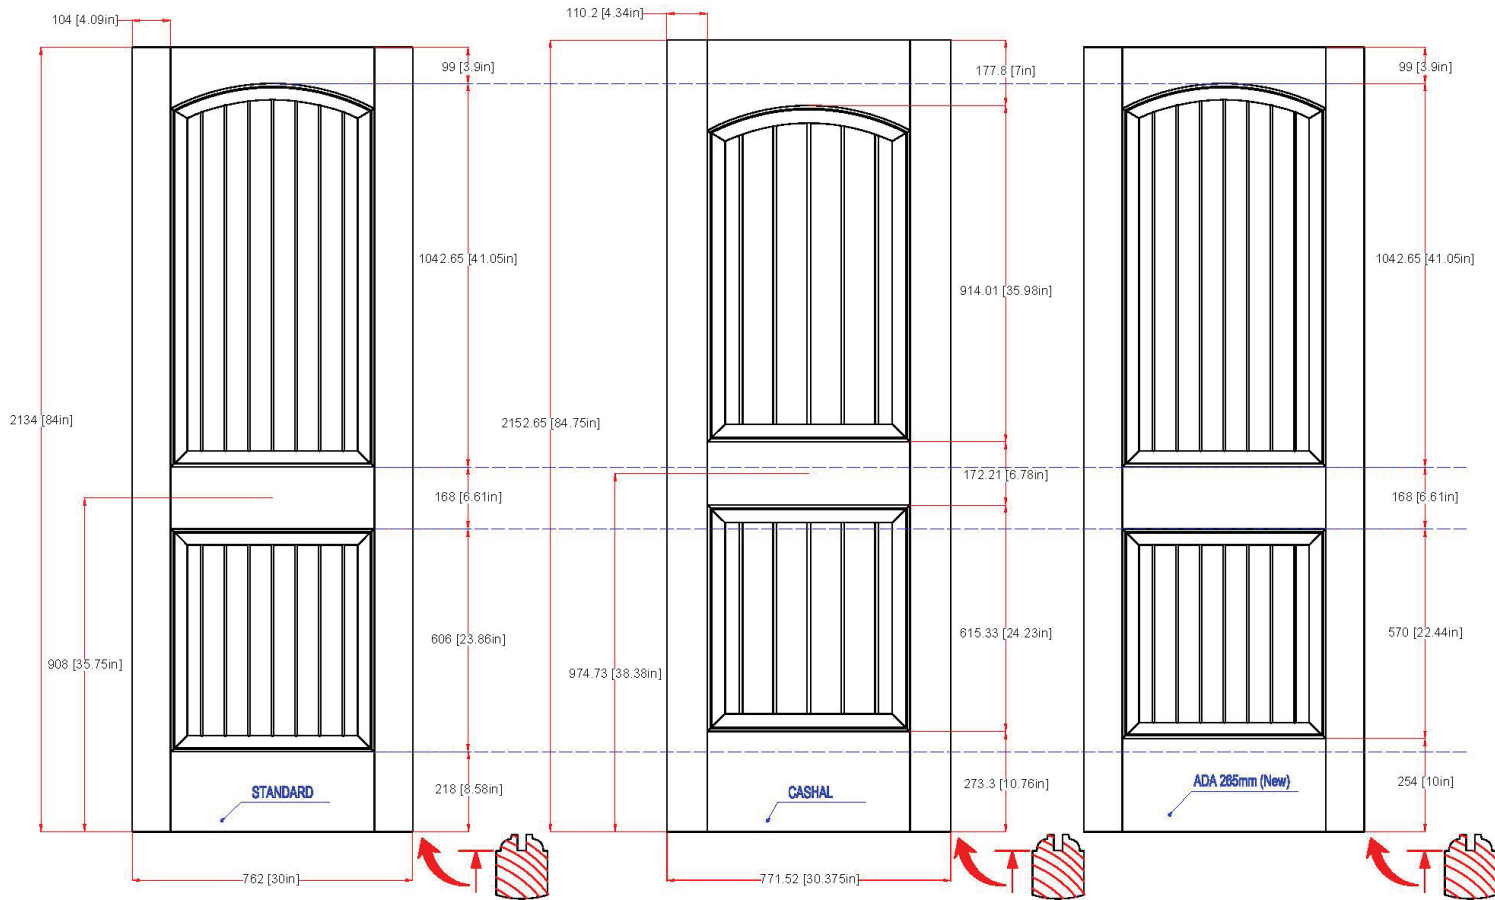 104 [4.09in]
99 [3.9in]
1042.65 [41.05in]
2134 [84in]
168 [6.61in]
606 [23.86in]
908 [35.75in]
218 [8.58in]
STANDARD
762 [30in]
110.2 [4.34in]
177.8 [7in]
914.01 [35.98in]
2152.65 [84.75in]
172.21 [6.78in]
615.33 [24.23in]
974.73 [38.38in]
273.3 [10.76in]
CASHAL
771.52 [30.375in]
99 [3.9in]
1042.65 [41.05in]
168 [6.61in]
570 [22.44in]
254 [10in]
ADA 265mm (New)